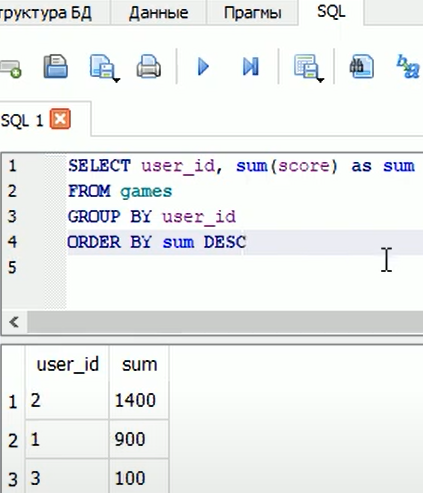 труктура БД Данные Прагмы SQL
SQL 1
1 SELECT user_id, sum(score) as sum
2 FROM games
3 GROUP BY user_id
4 ORDER BY sum DESC
5
user_id sum
1 2 1400
2 1 900
3 3 100